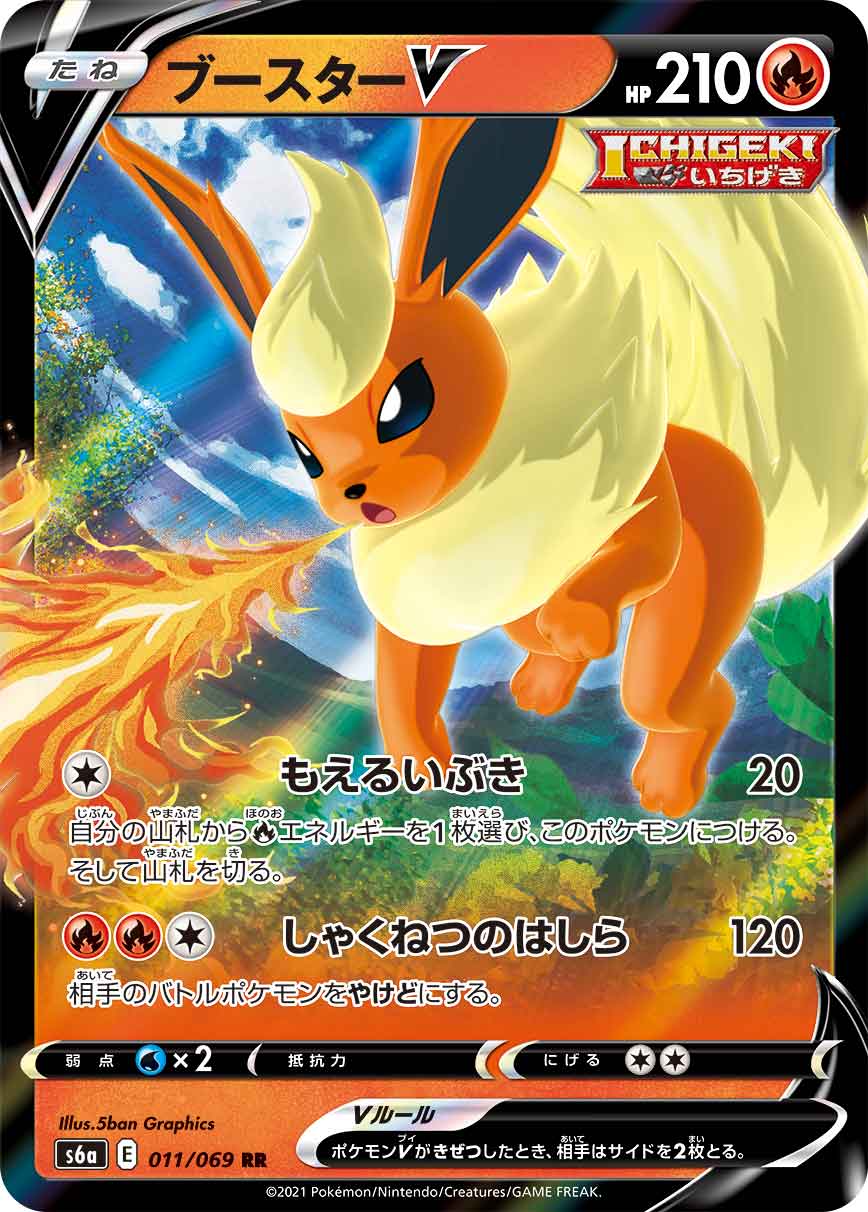 たね
ブースターV
HP 210
ICHIGEKI
いちげき
もえるいぶき 20
自分の山札からエネルギーを1枚選び、このポケモンにつける。
そして山札を切る。
しゃくねつのはしら 120
相手のバトルポケモンをやけどにする。
弱点 ×2 抵抗力 にげる
Illus.5ban Graphics
Vルール
ポケモンVがきぜつしたとき、相手はサイドを2枚とる。
s6a E 011/069 RR
©2021 Pokémon/Nintendo/Creatures/GAME FREAK.